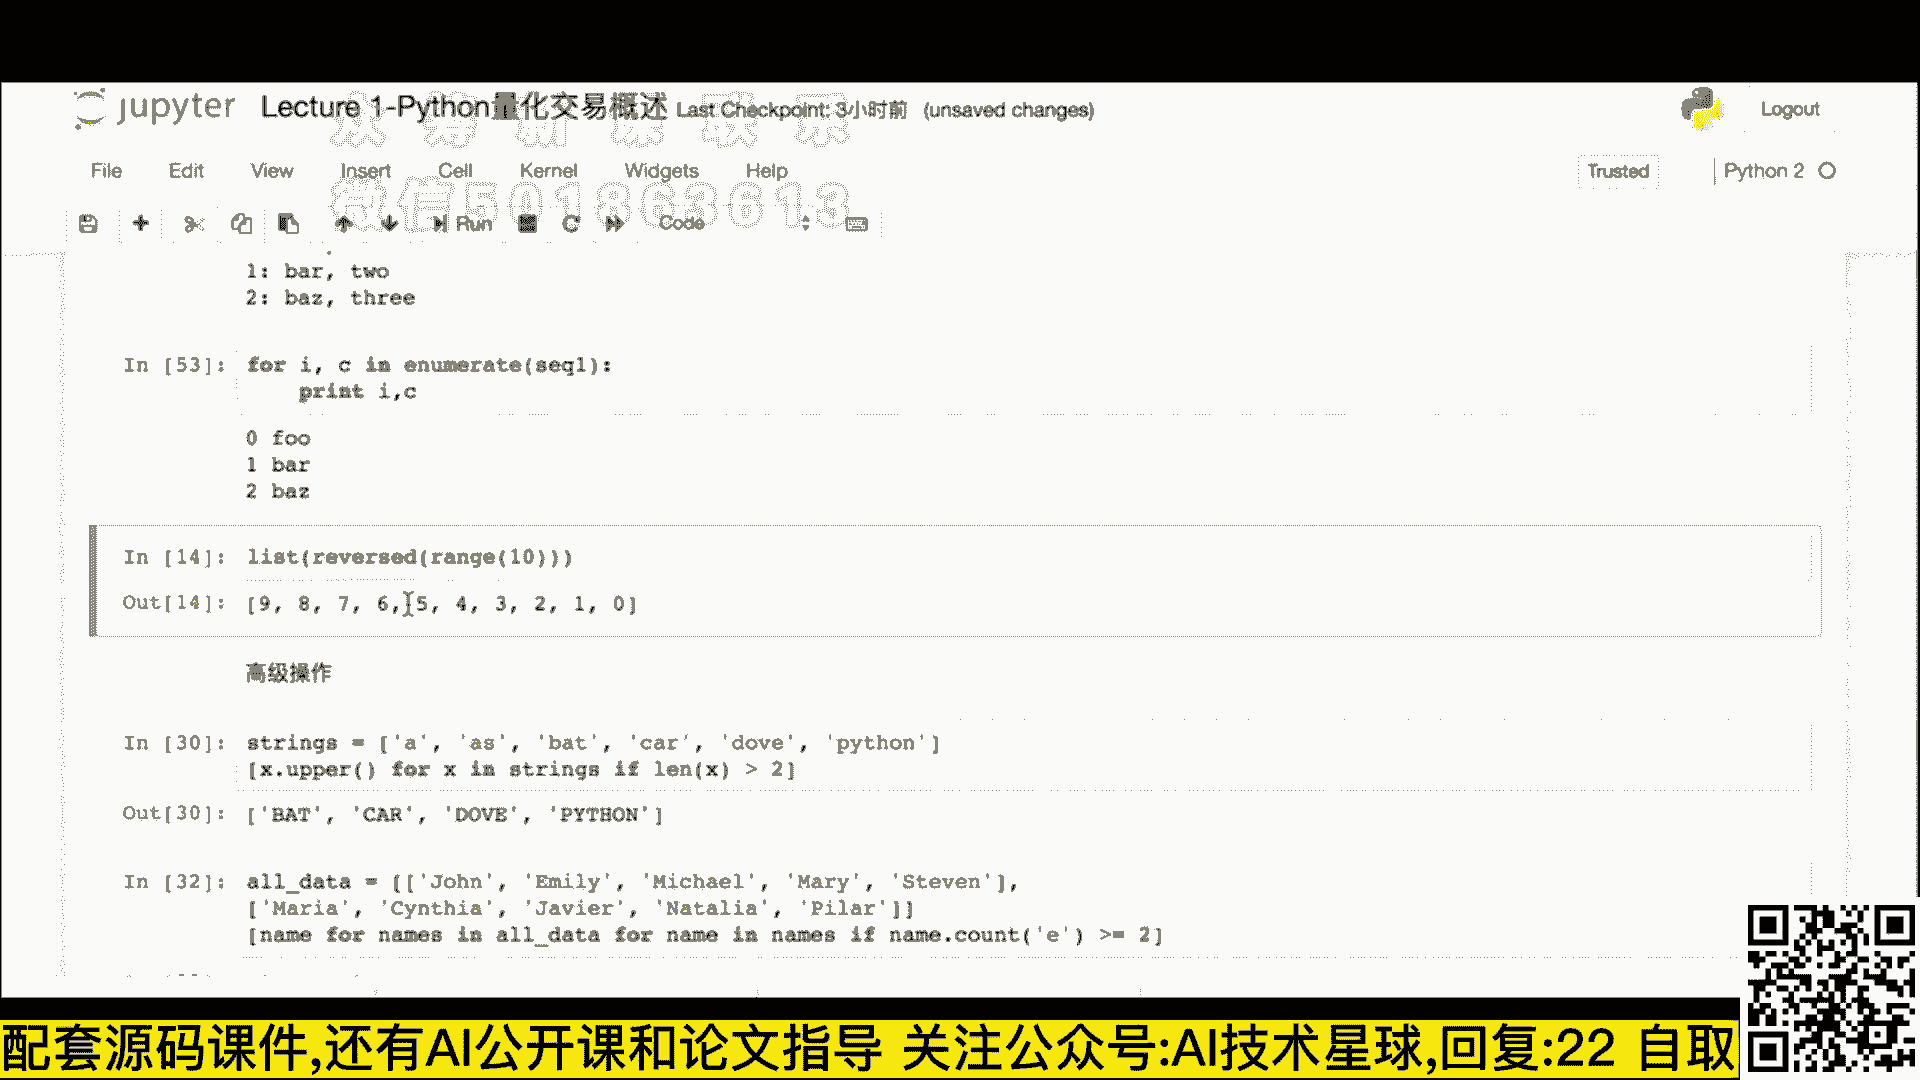 jupyter Lecture 1-Python量化交易概述 Last Checkpoint: 3小时前 (unsaved changes) Logout
众筹新课联系
File Edit View Insert Cell Kernel Widgets Help Trusted Python 2
微信501863613
Run Code
1: bar, two
2: baz, three
In [53]: for i, c in enumerate(seq1):
print i,c
0 foo
1 bar
2 baz
In [14]: list(reversed(range(10)))
Out[14]: [9, 8, 7, 6, 5, 4, 3, 2, 1, 0]
高级操作
In [30]: strings = ['a', 'as', 'bat', 'car', 'dove', 'python']
[x.upper() for x in strings if len(x) > 2]
Out[30]: ['BAT', 'CAR', 'DOVE', 'PYTHON']
In [32]: all_data = [['John', 'Emily', 'Michael', 'Mary', 'Steven'],
['Maria', 'Cynthia', 'Javier', 'Natalia', 'Pilar']]
[name for names in all_data for name in names if name.count('e') >= 2]
配套源码课件,还有AI公开课和论文指导 关注公众号:AI技术星球,回复:22 自取